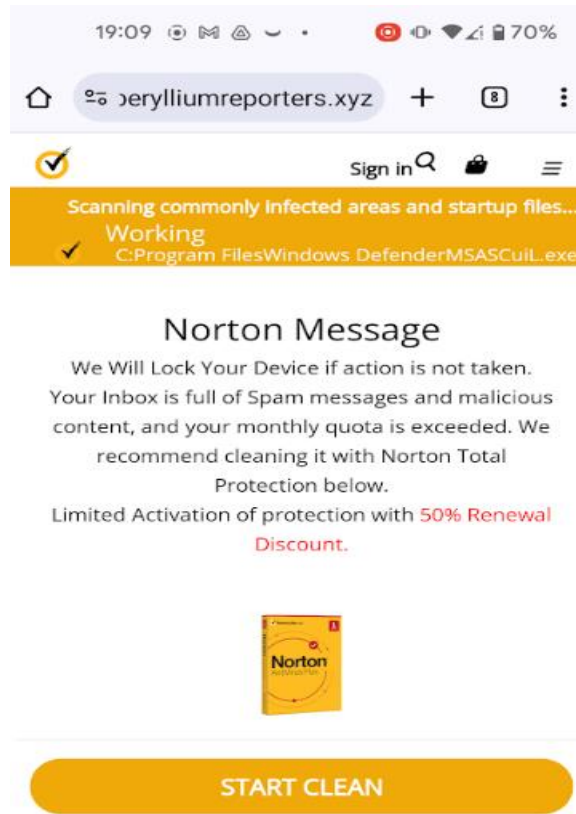 19:09
70%
perylliumreporters.xyz
8
Sign in
Scanning commonly infected areas and startup files...
Working
C:Program FilesWindows DefenderMSASCuiL.exe
Norton Message
We Will Lock Your Device if action is not taken.
Your Inbox is full of Spam messages and malicious
content, and your monthly quota is exceeded. We
recommend cleaning it with Norton Total
Protection below.
Limited Activation of protection with 50% Renewal
Discount.
Norton
START CLEAN